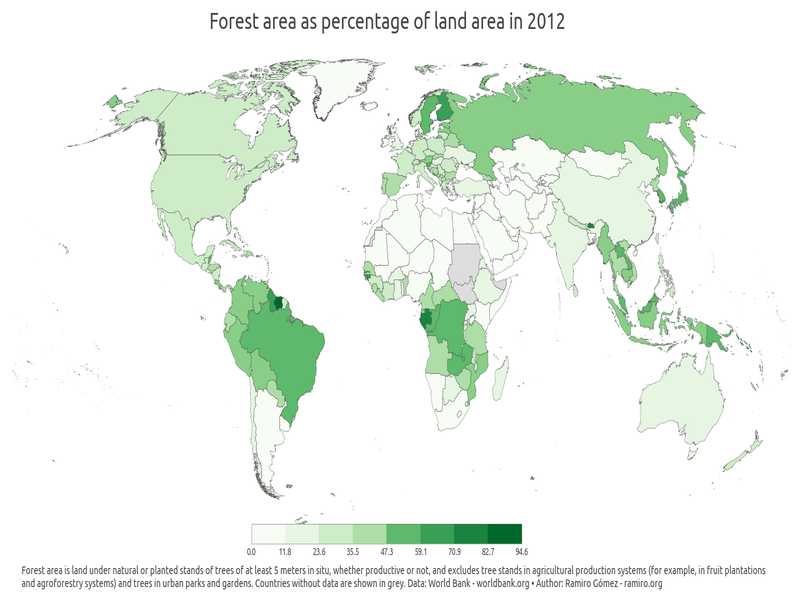 Forest area as percentage of land area in 2012
0.0 11.8 23.6 35.5 47.3 59.1 70.9 82.7 94.6
Forest area is land under natural or planted stands of trees of at least 5 meters in situ, whether productive or not, and excludes tree stands in agricultural production systems (for example, in fruit plantations
and agroforestry systems) and trees in urban parks and gardens. Countries without data are shown in grey. Data: World Bank - worldbank.org • Author: Ramiro Gómez - ramiro.org